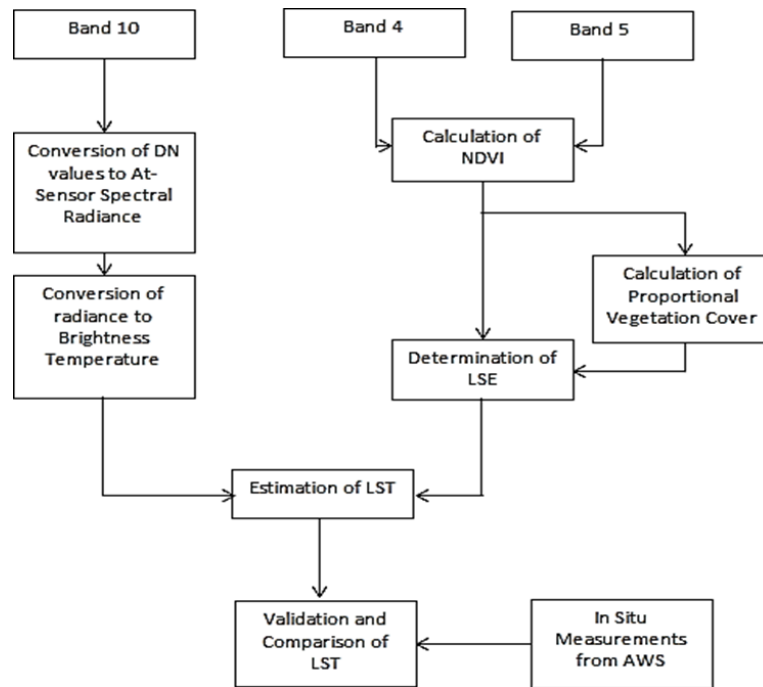 Band 10
Band 4
Band 5
Conversion of DN
values to At-
Sensor Spectral
Radiance
Calculation of
NDVI
Conversion of
radiance to
Brightness
Temperature
Calculation of
Proportional
Vegetation Cover
Determination of
LSE
Estimation of LST
Validation and
Comparison of
LST
In Situ
Measurements
from AWS